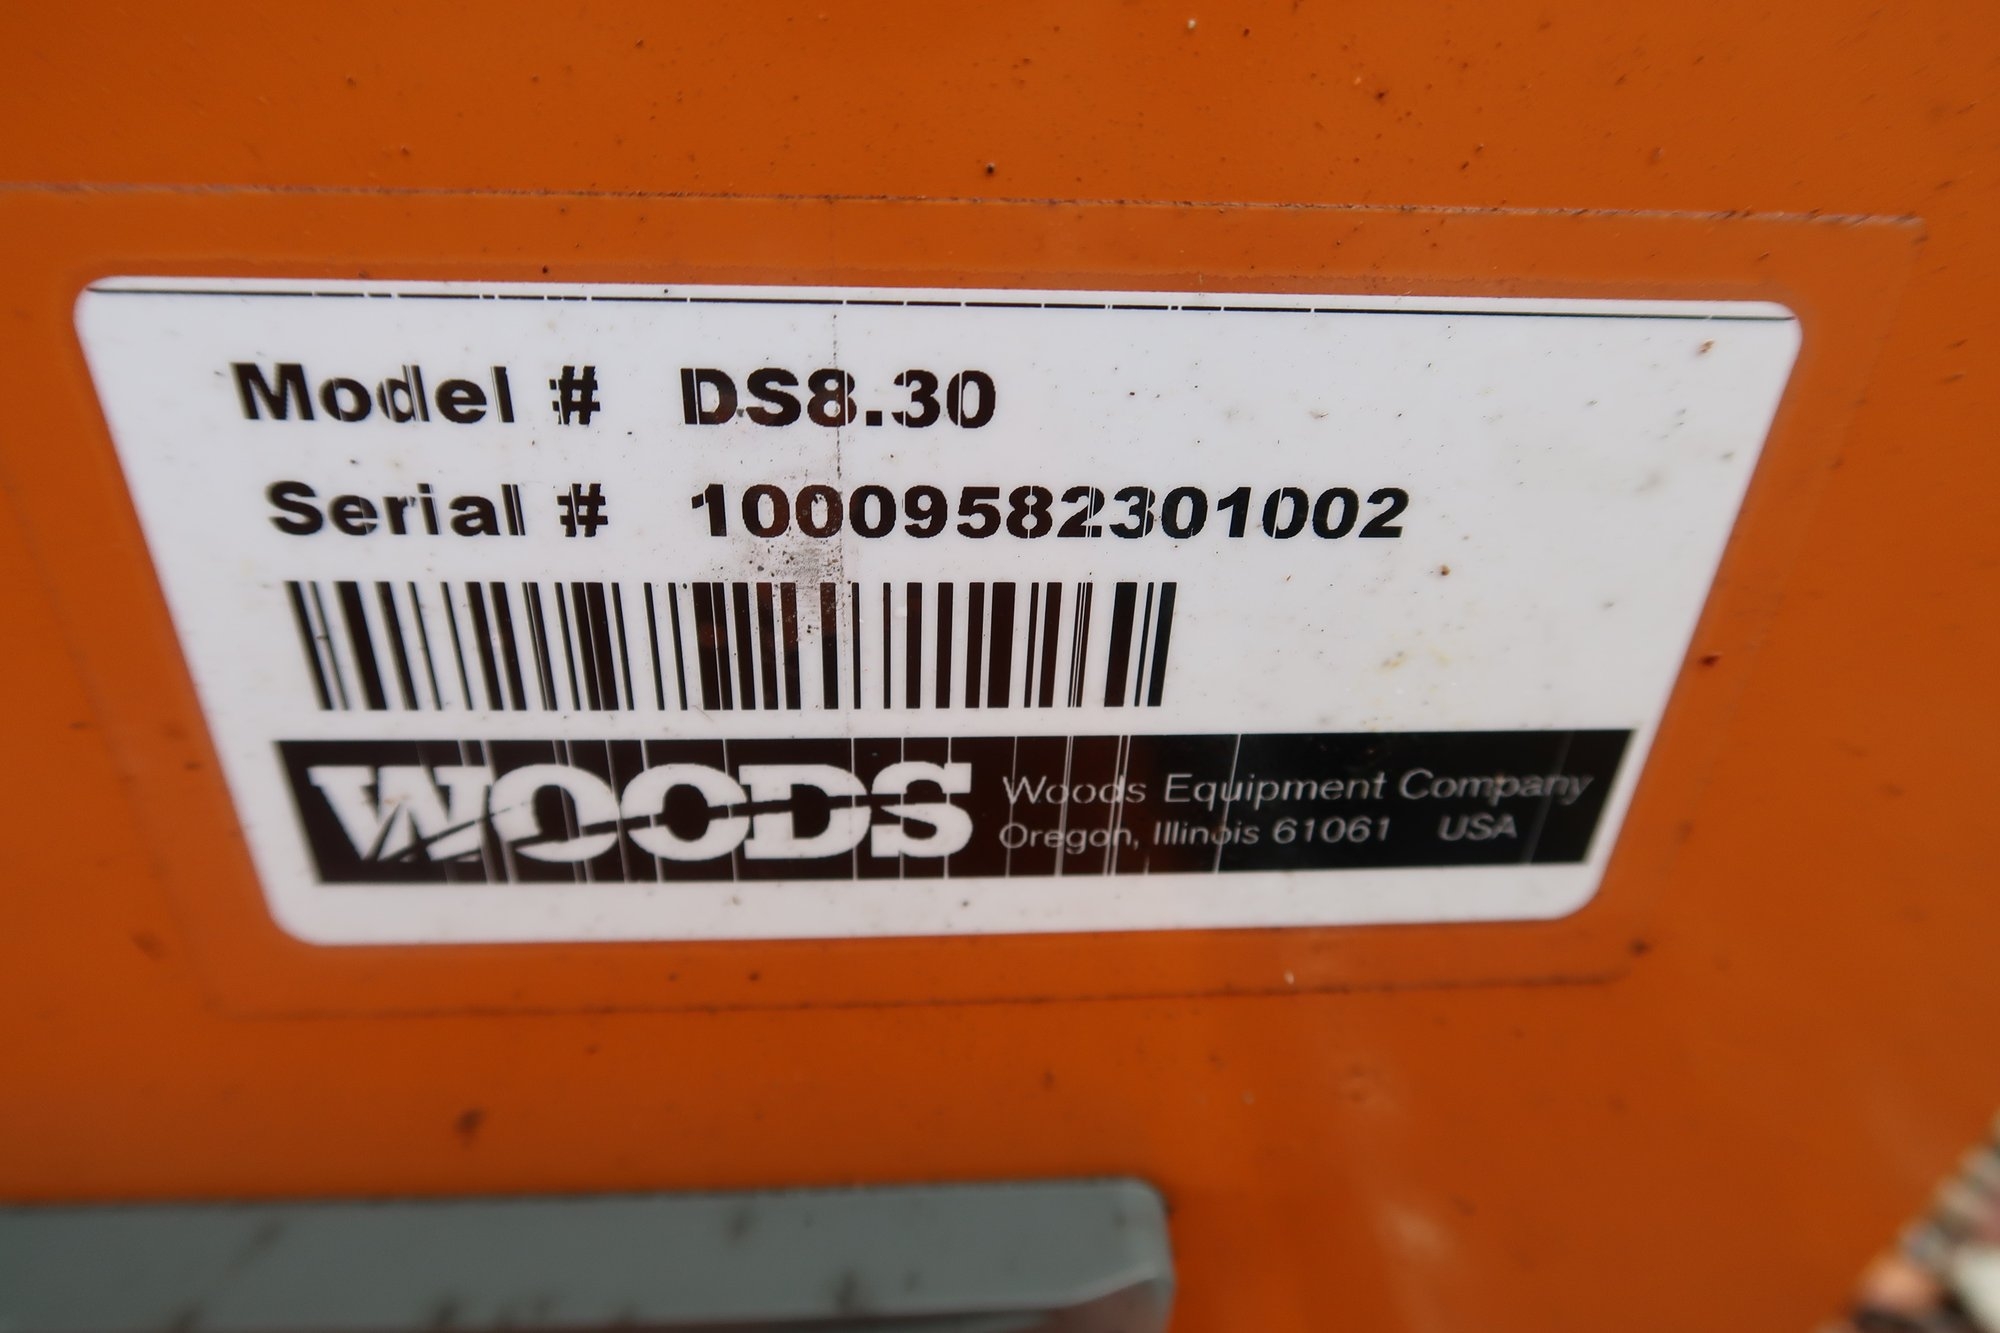 Model # DS8.30
Serial # 10009582301002
WOODS
Woods Equipment Company
Oregon, Illinois 61061 USA